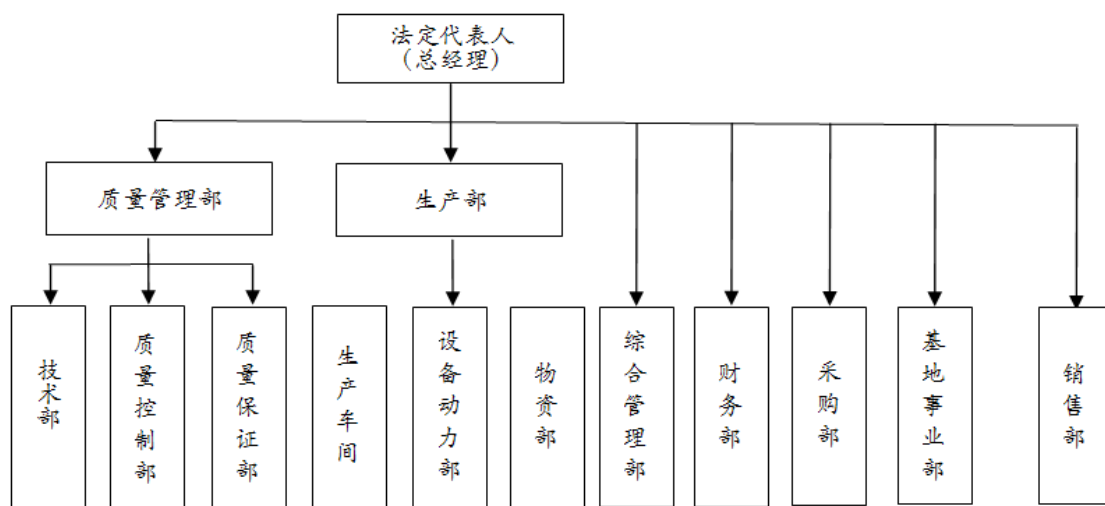 法定代表人
(总经理)
质量管理部
生产部
技术部
质量控制部
质量保证部
生产车间
设备动力部
物资部
综合管理部
财务部
采购部
基地事业部
销售部